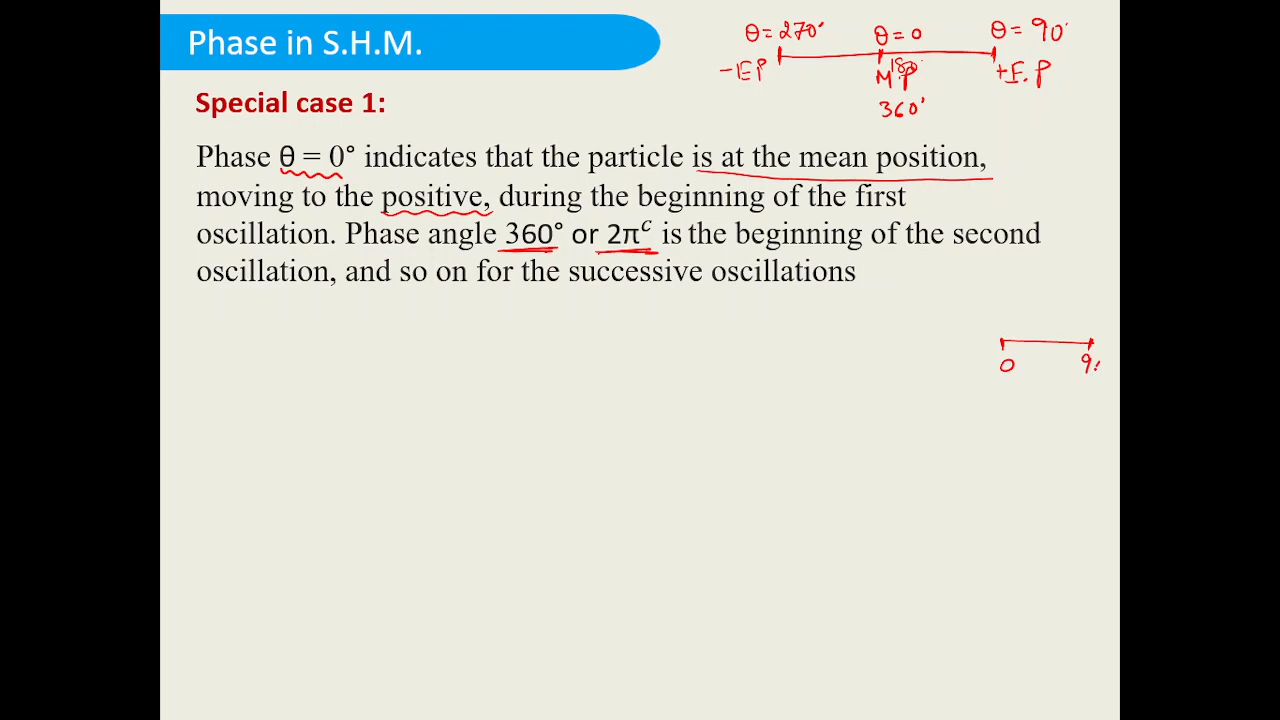 Phase in S.H.M.
θ = 270° θ = 0 θ = 90°
-EP M.P 180° +E.P
360°
Special case 1:
Phase θ = 0° indicates that the particle is at the mean position,
moving to the positive, during the beginning of the first
oscillation. Phase angle 360° or 2πᶜ is the beginning of the second
oscillation, and so on for the successive oscillations
0 9